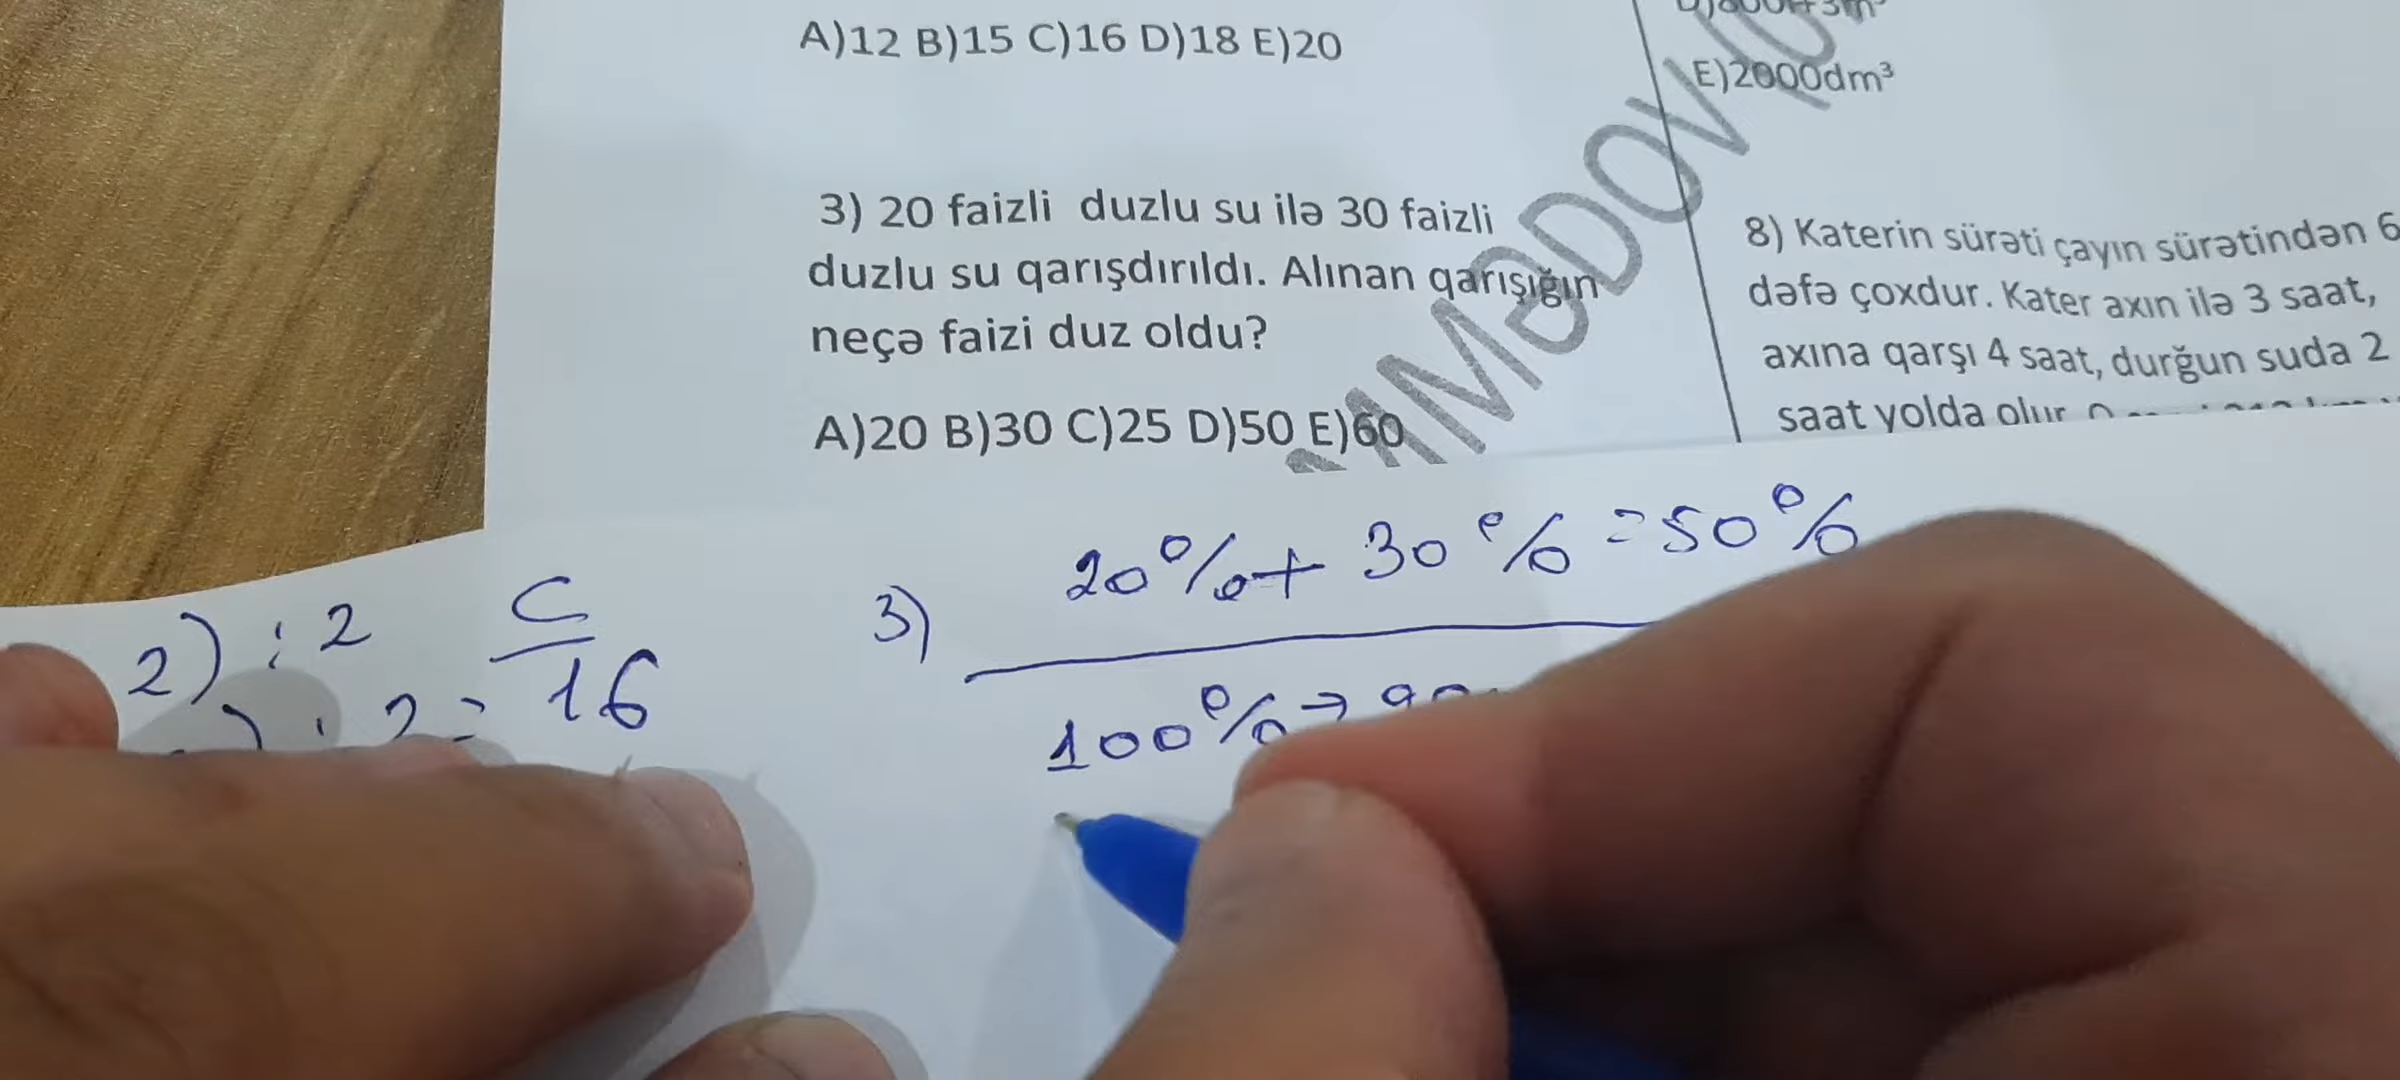 A)12 B)15 C)16 D)18 E)20
3) 20 faizli duzlu su ilə 30 faizli
duzlu su qarışdırıldı. Alınan qarışığın
neçə faizi duz oldu?
A)20 B)30 C)25 D)50 E)60
E)2000dm³
8) Katerin sürəti çayın sürətindən 6
dəfə çoxdur. Kater axın ilə 3 saat,
axına qarşı 4 saat, durğun suda 2
saat yolda olur
2) : 2 C
: 2 = 16
3) 20% + 30% = 50%
100% →